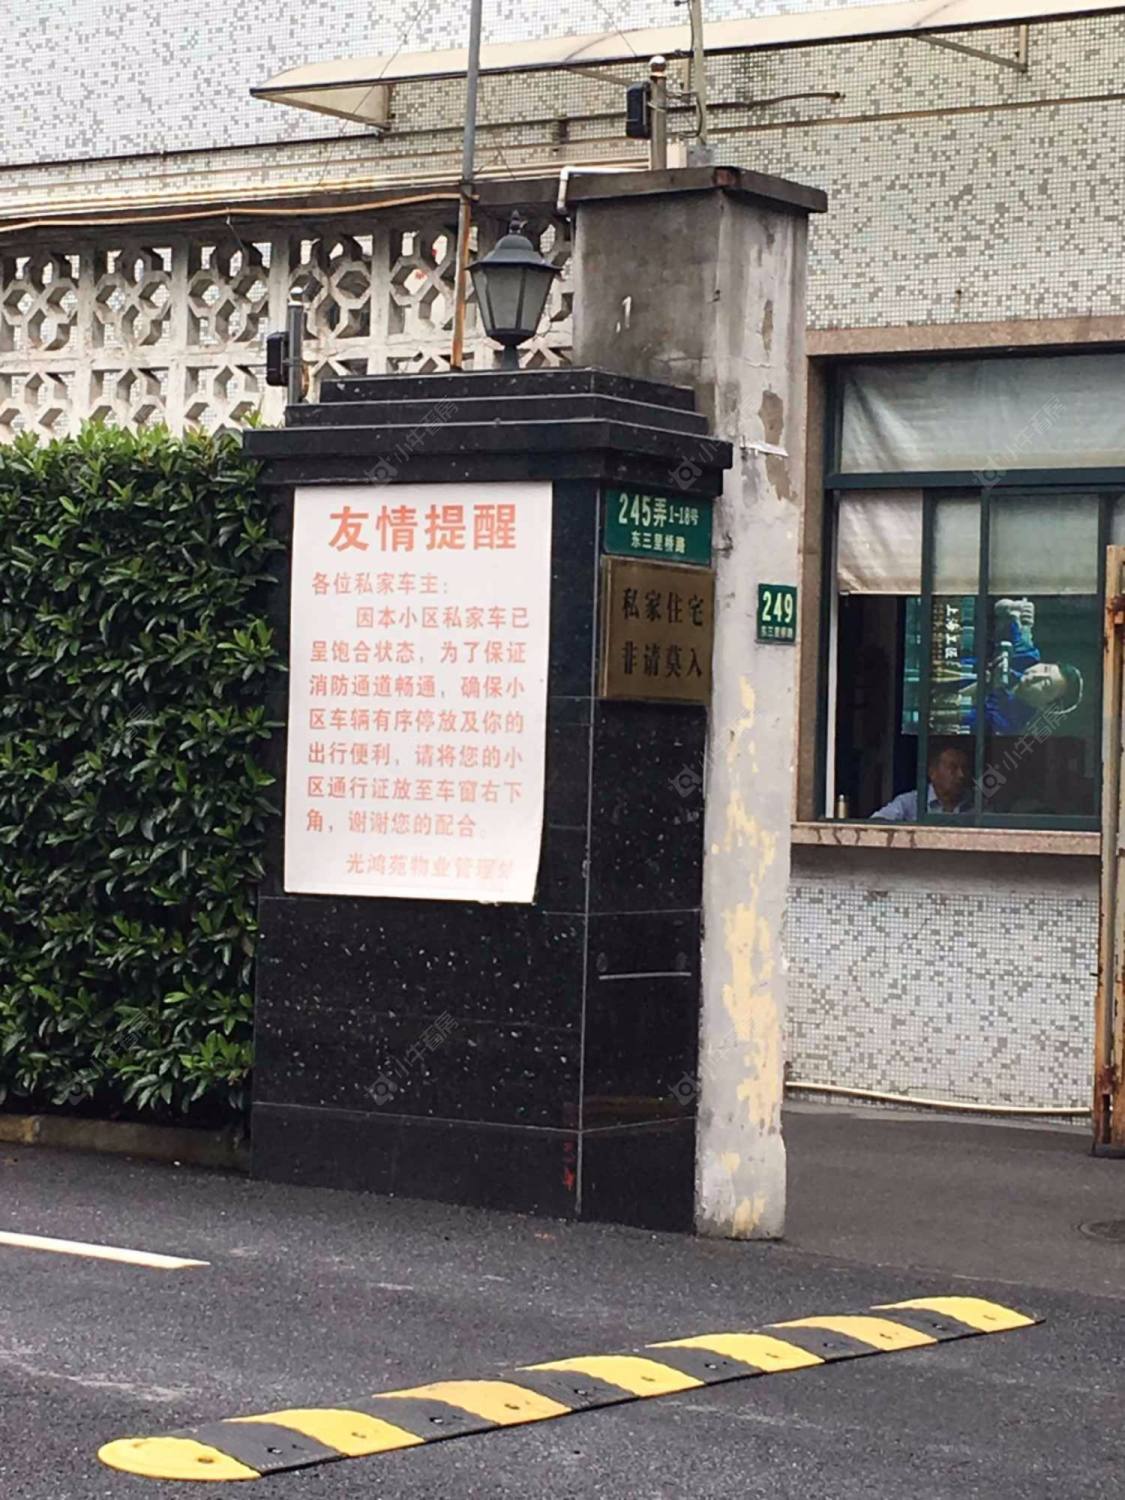 友情提醒
各位私家车主：
因本小区私家车已
呈饱合状态，为了保证
消防通道畅通，确保小
区车辆有序停放及你的
出行便利，请将您的小
区通行证放至车窗右下
角，谢谢您的配合。
光鸿苑物业管理处
245弄1-18号
东三里桥路
私家住宅
非请莫入
249
东三里桥路
小牛看房